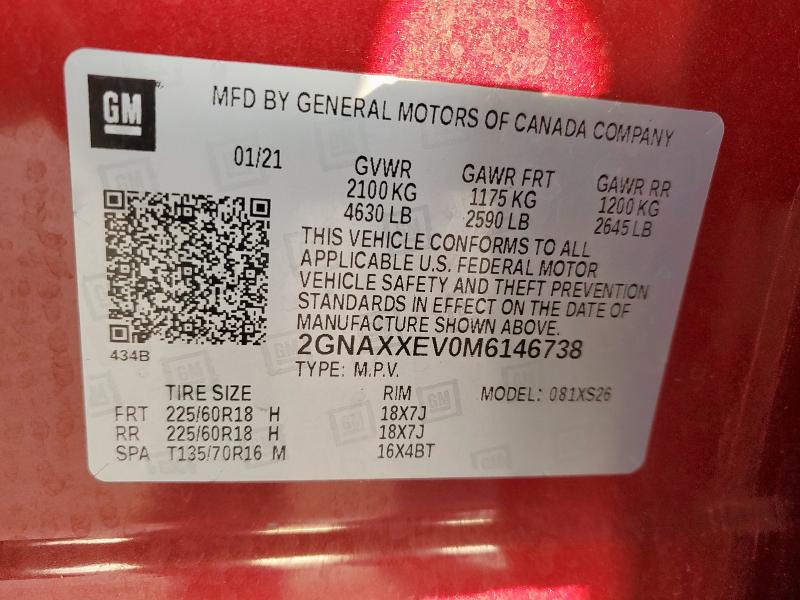 GM
MFD BY GENERAL MOTORS OF CANADA COMPANY
01/21
GVWR
2100 KG
4630 LB
GAWR FRT
1175 KG
2590 LB
GAWR RR
1200 KG
2645 LB
THIS VEHICLE CONFORMS TO ALL
APPLICABLE U.S. FEDERAL MOTOR
VEHICLE SAFETY AND THEFT PREVENTION
STANDARDS IN EFFECT ON THE DATE OF
MANUFACTURE SHOWN ABOVE.
434B
2GNAXXEV0M6146738
TYPE: M.P.V.
TIRE SIZE RIM MODEL: 081XS26
FRT 225/60R18 H 18X7J
RR 225/60R18 H 18X7J
SPA T135/70R16 M 16X4BT